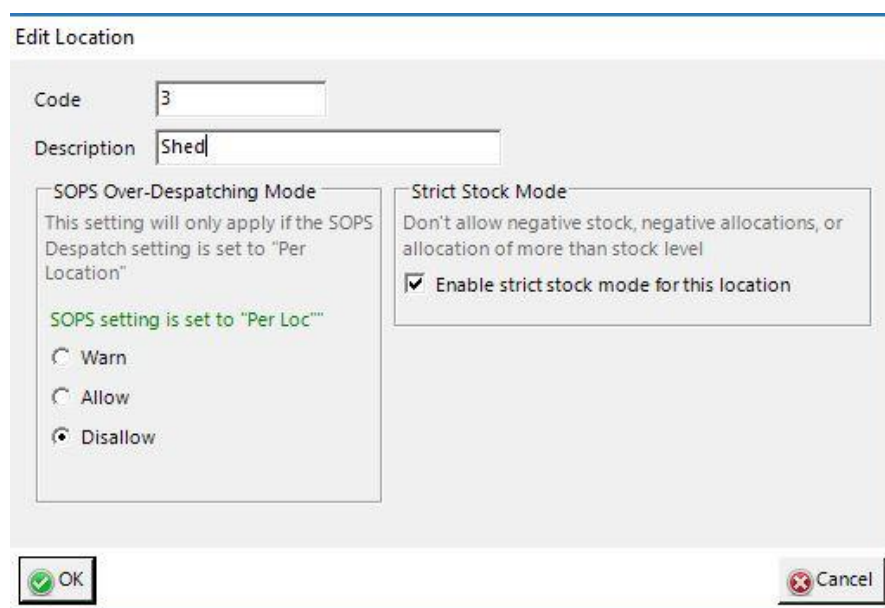 Edit Location
Code 3
Description Shed
SOPS Over-Despatching Mode
This setting will only apply if the SOPS
Despatch setting is set to "Per
Location"
SOPS setting is set to "Per Loc""
Warn
Allow
Disallow
Strict Stock Mode
Don't allow negative stock, negative allocations, or
allocation of more than stock level
Enable strict stock mode for this location
OK
Cancel